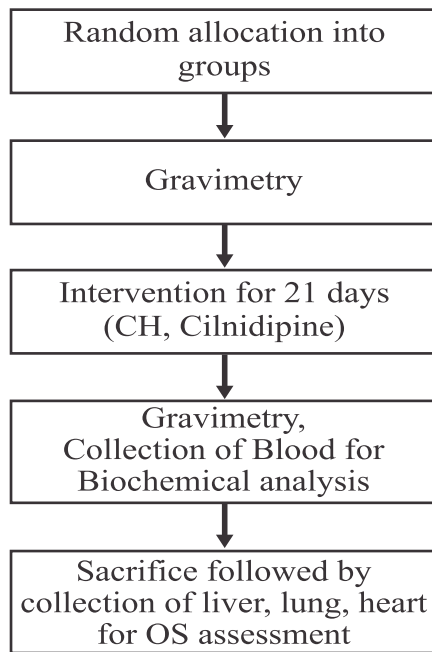 Random allocation into
groups
Gravimetry
Intervention for 21 days
(CH, Cilnidipine)
Gravimetry,
Collection of Blood for
Biochemical analysis
Sacrifice followed by
collection of liver, lung, heart
for OS assessment